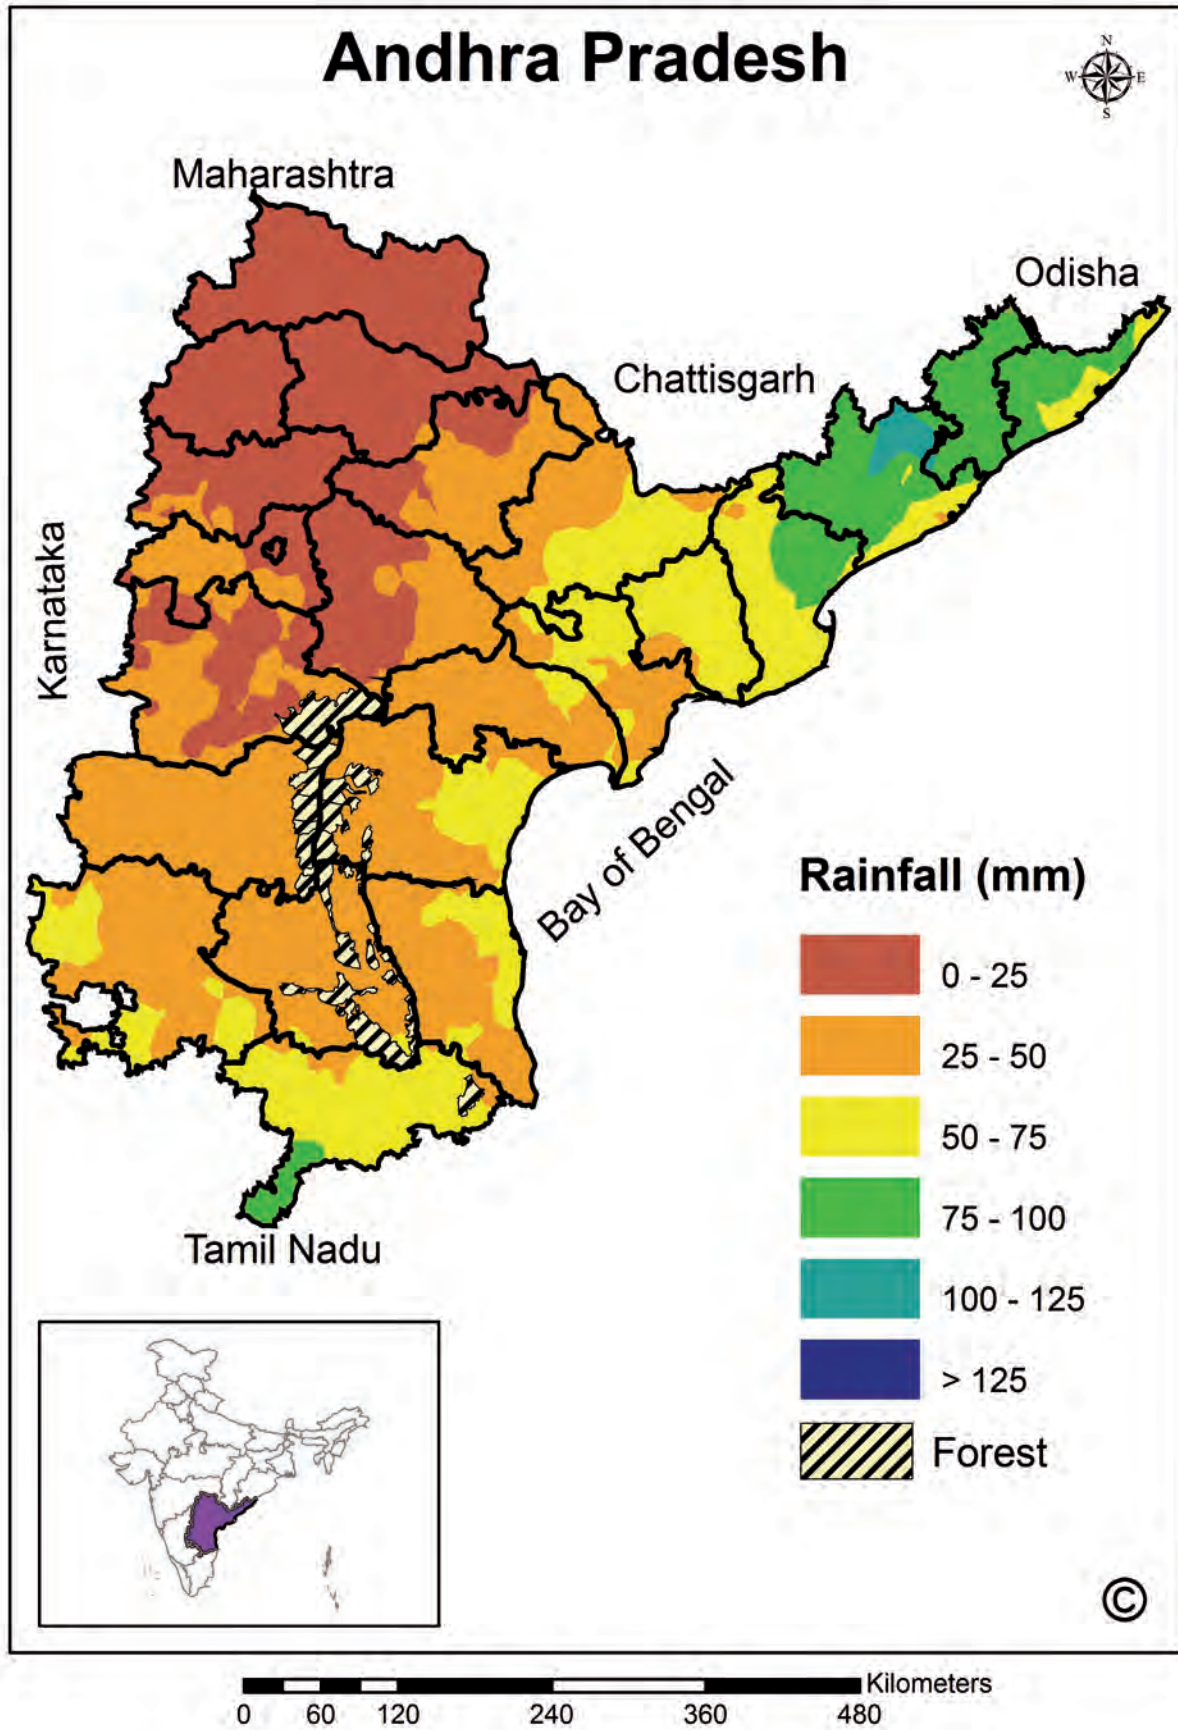 Andhra Pradesh
N
W E
S
Maharashtra
Odisha
Chattisgarh
Karnataka
Bay of Bengal
Tamil Nadu
Rainfall (mm)
0 - 25
25 - 50
50 - 75
75 - 100
100 - 125
> 125
Forest
©
Kilometers
0 60 120 240 360 480